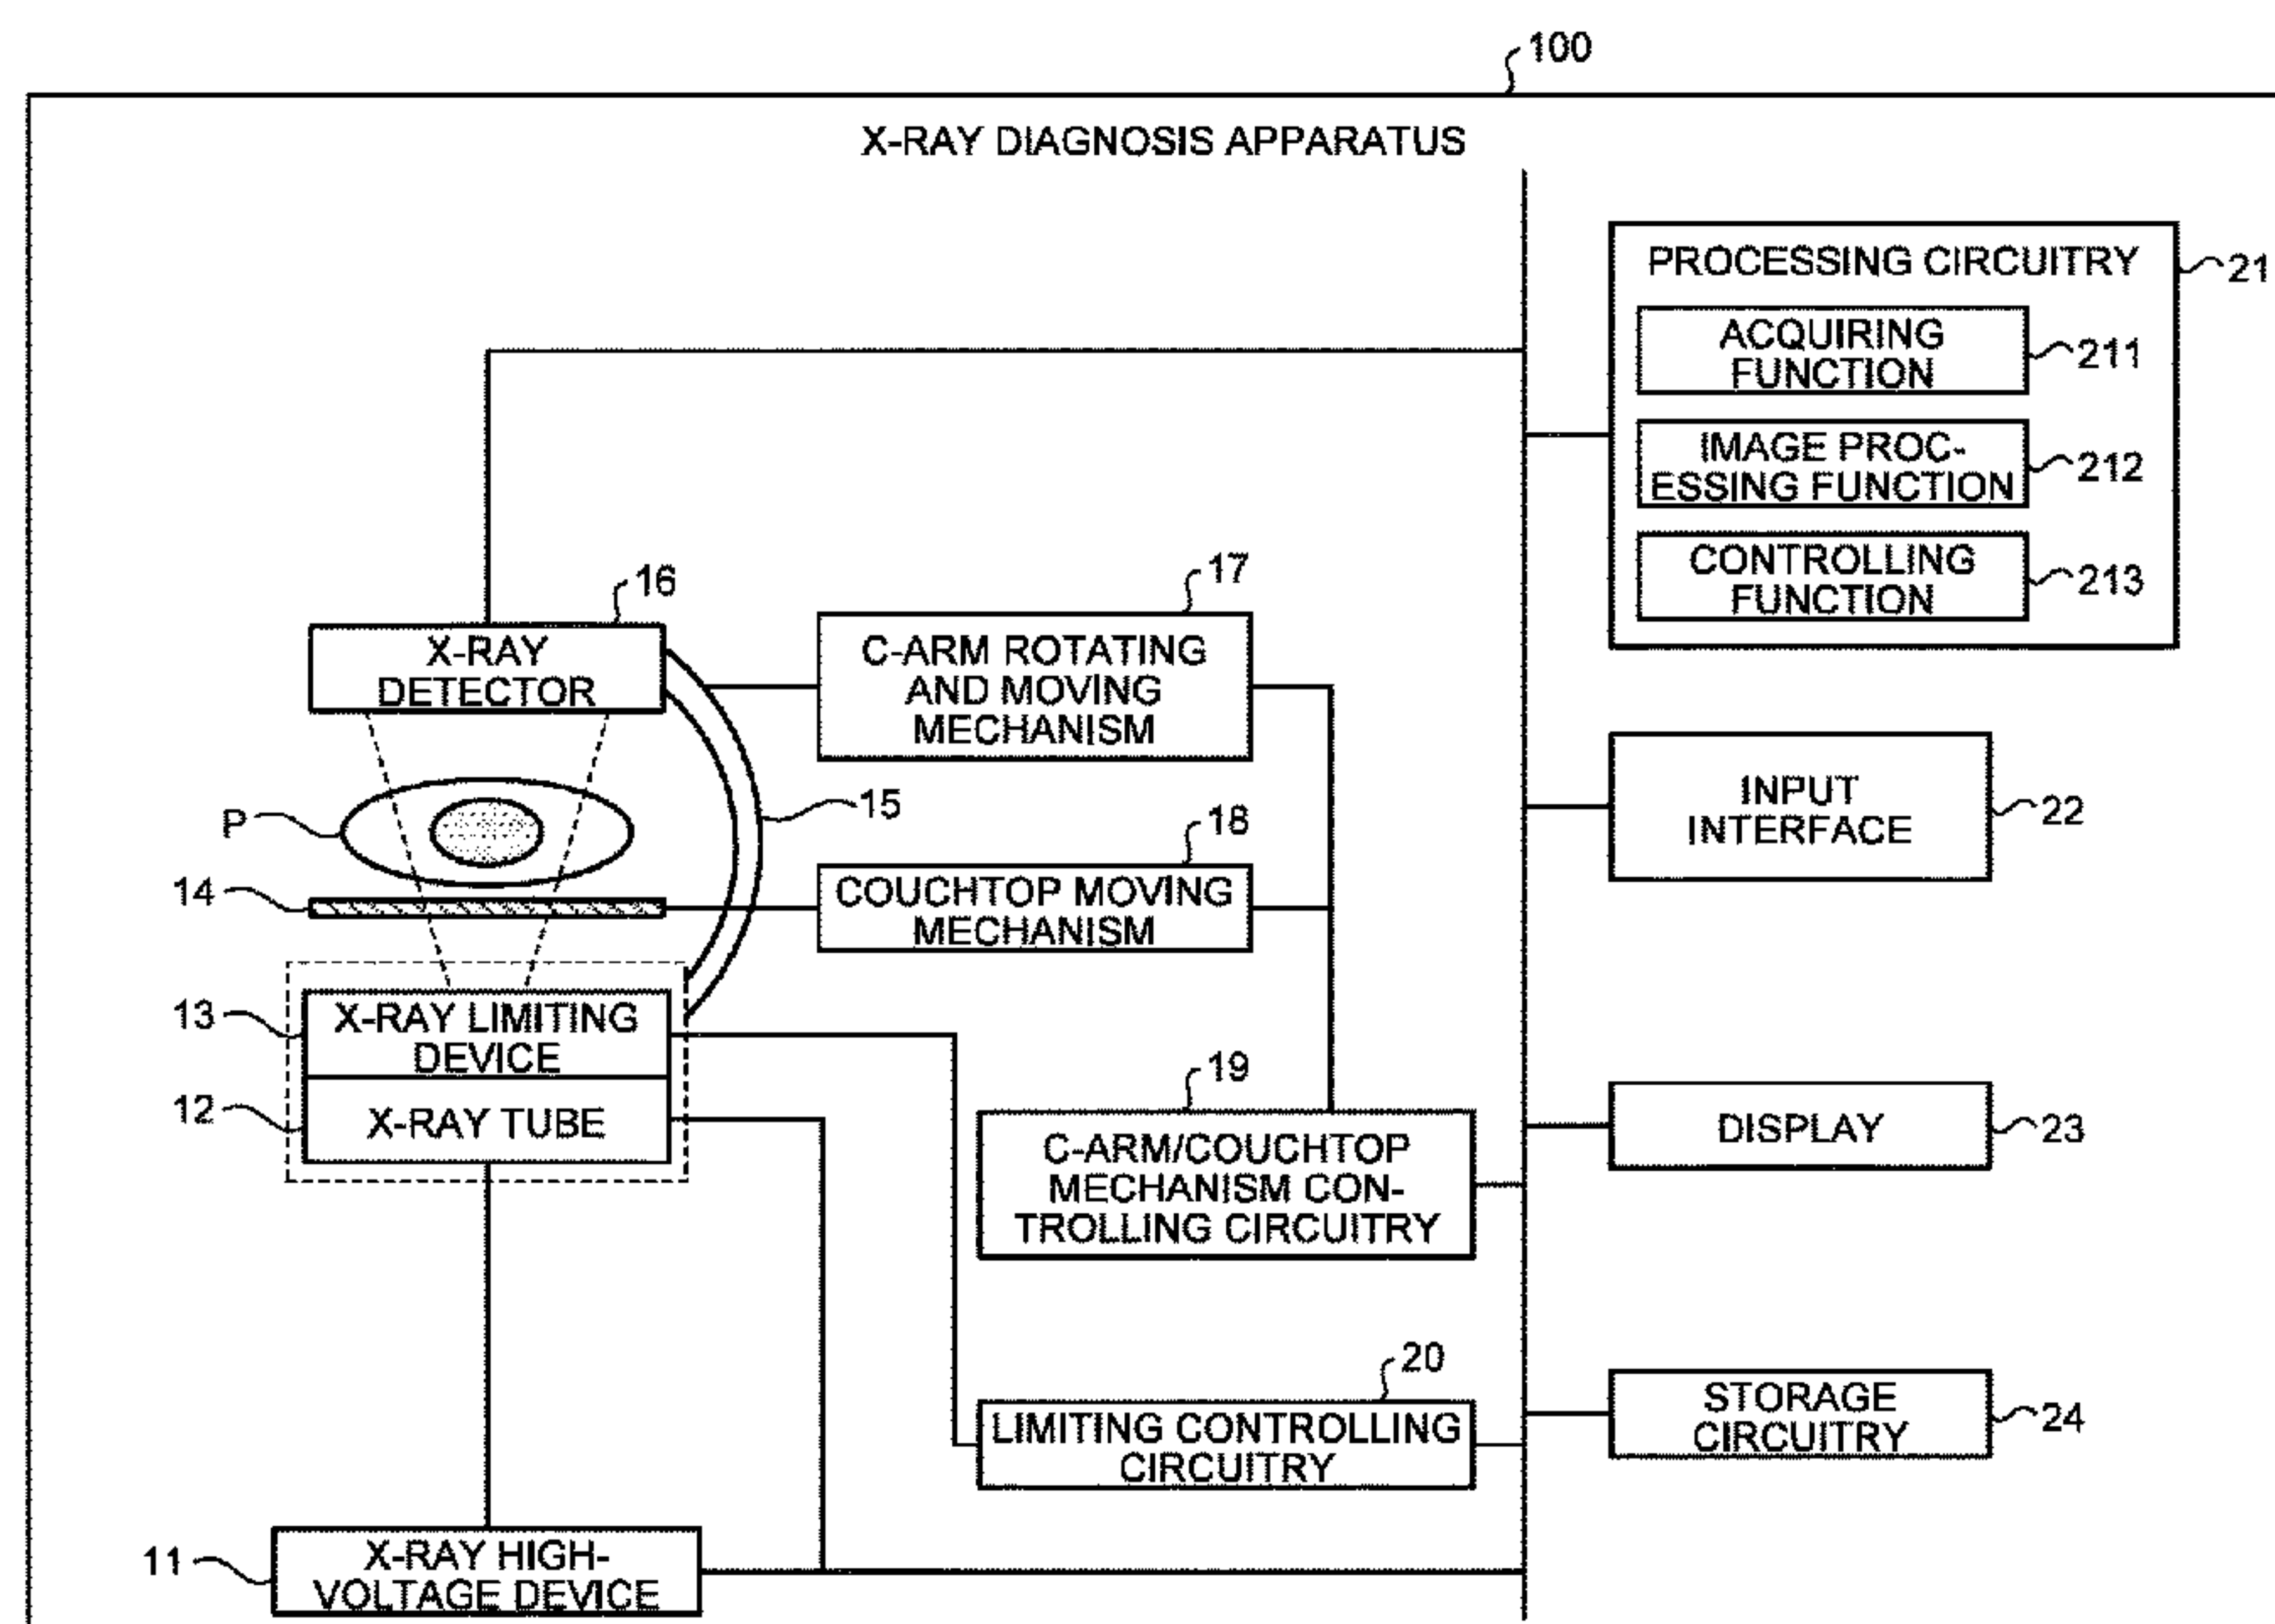 100
X-RAY DIAGNOSIS APPARATUS
PROCESSING CIRCUITRY
21
ACQUIRING
FUNCTION
211
IMAGE PROC-
ESSING FUNCTION
212
CONTROLLING
FUNCTION
213
16
X-RAY
DETECTOR
17
C-ARM ROTATING
AND MOVING
MECHANISM
INPUT
INTERFACE
22
15
P
18
14
COUCHTOP MOVING
MECHANISM
13
X-RAY LIMITING
DEVICE
12
X-RAY TUBE
19
C-ARM/COUCHTOP
MECHANISM CON-
TROLLING CIRCUITRY
DISPLAY
23
20
LIMITING CONTROLLING
CIRCUITRY
STORAGE
CIRCUITRY
24
11
X-RAY HIGH-
VOLTAGE DEVICE